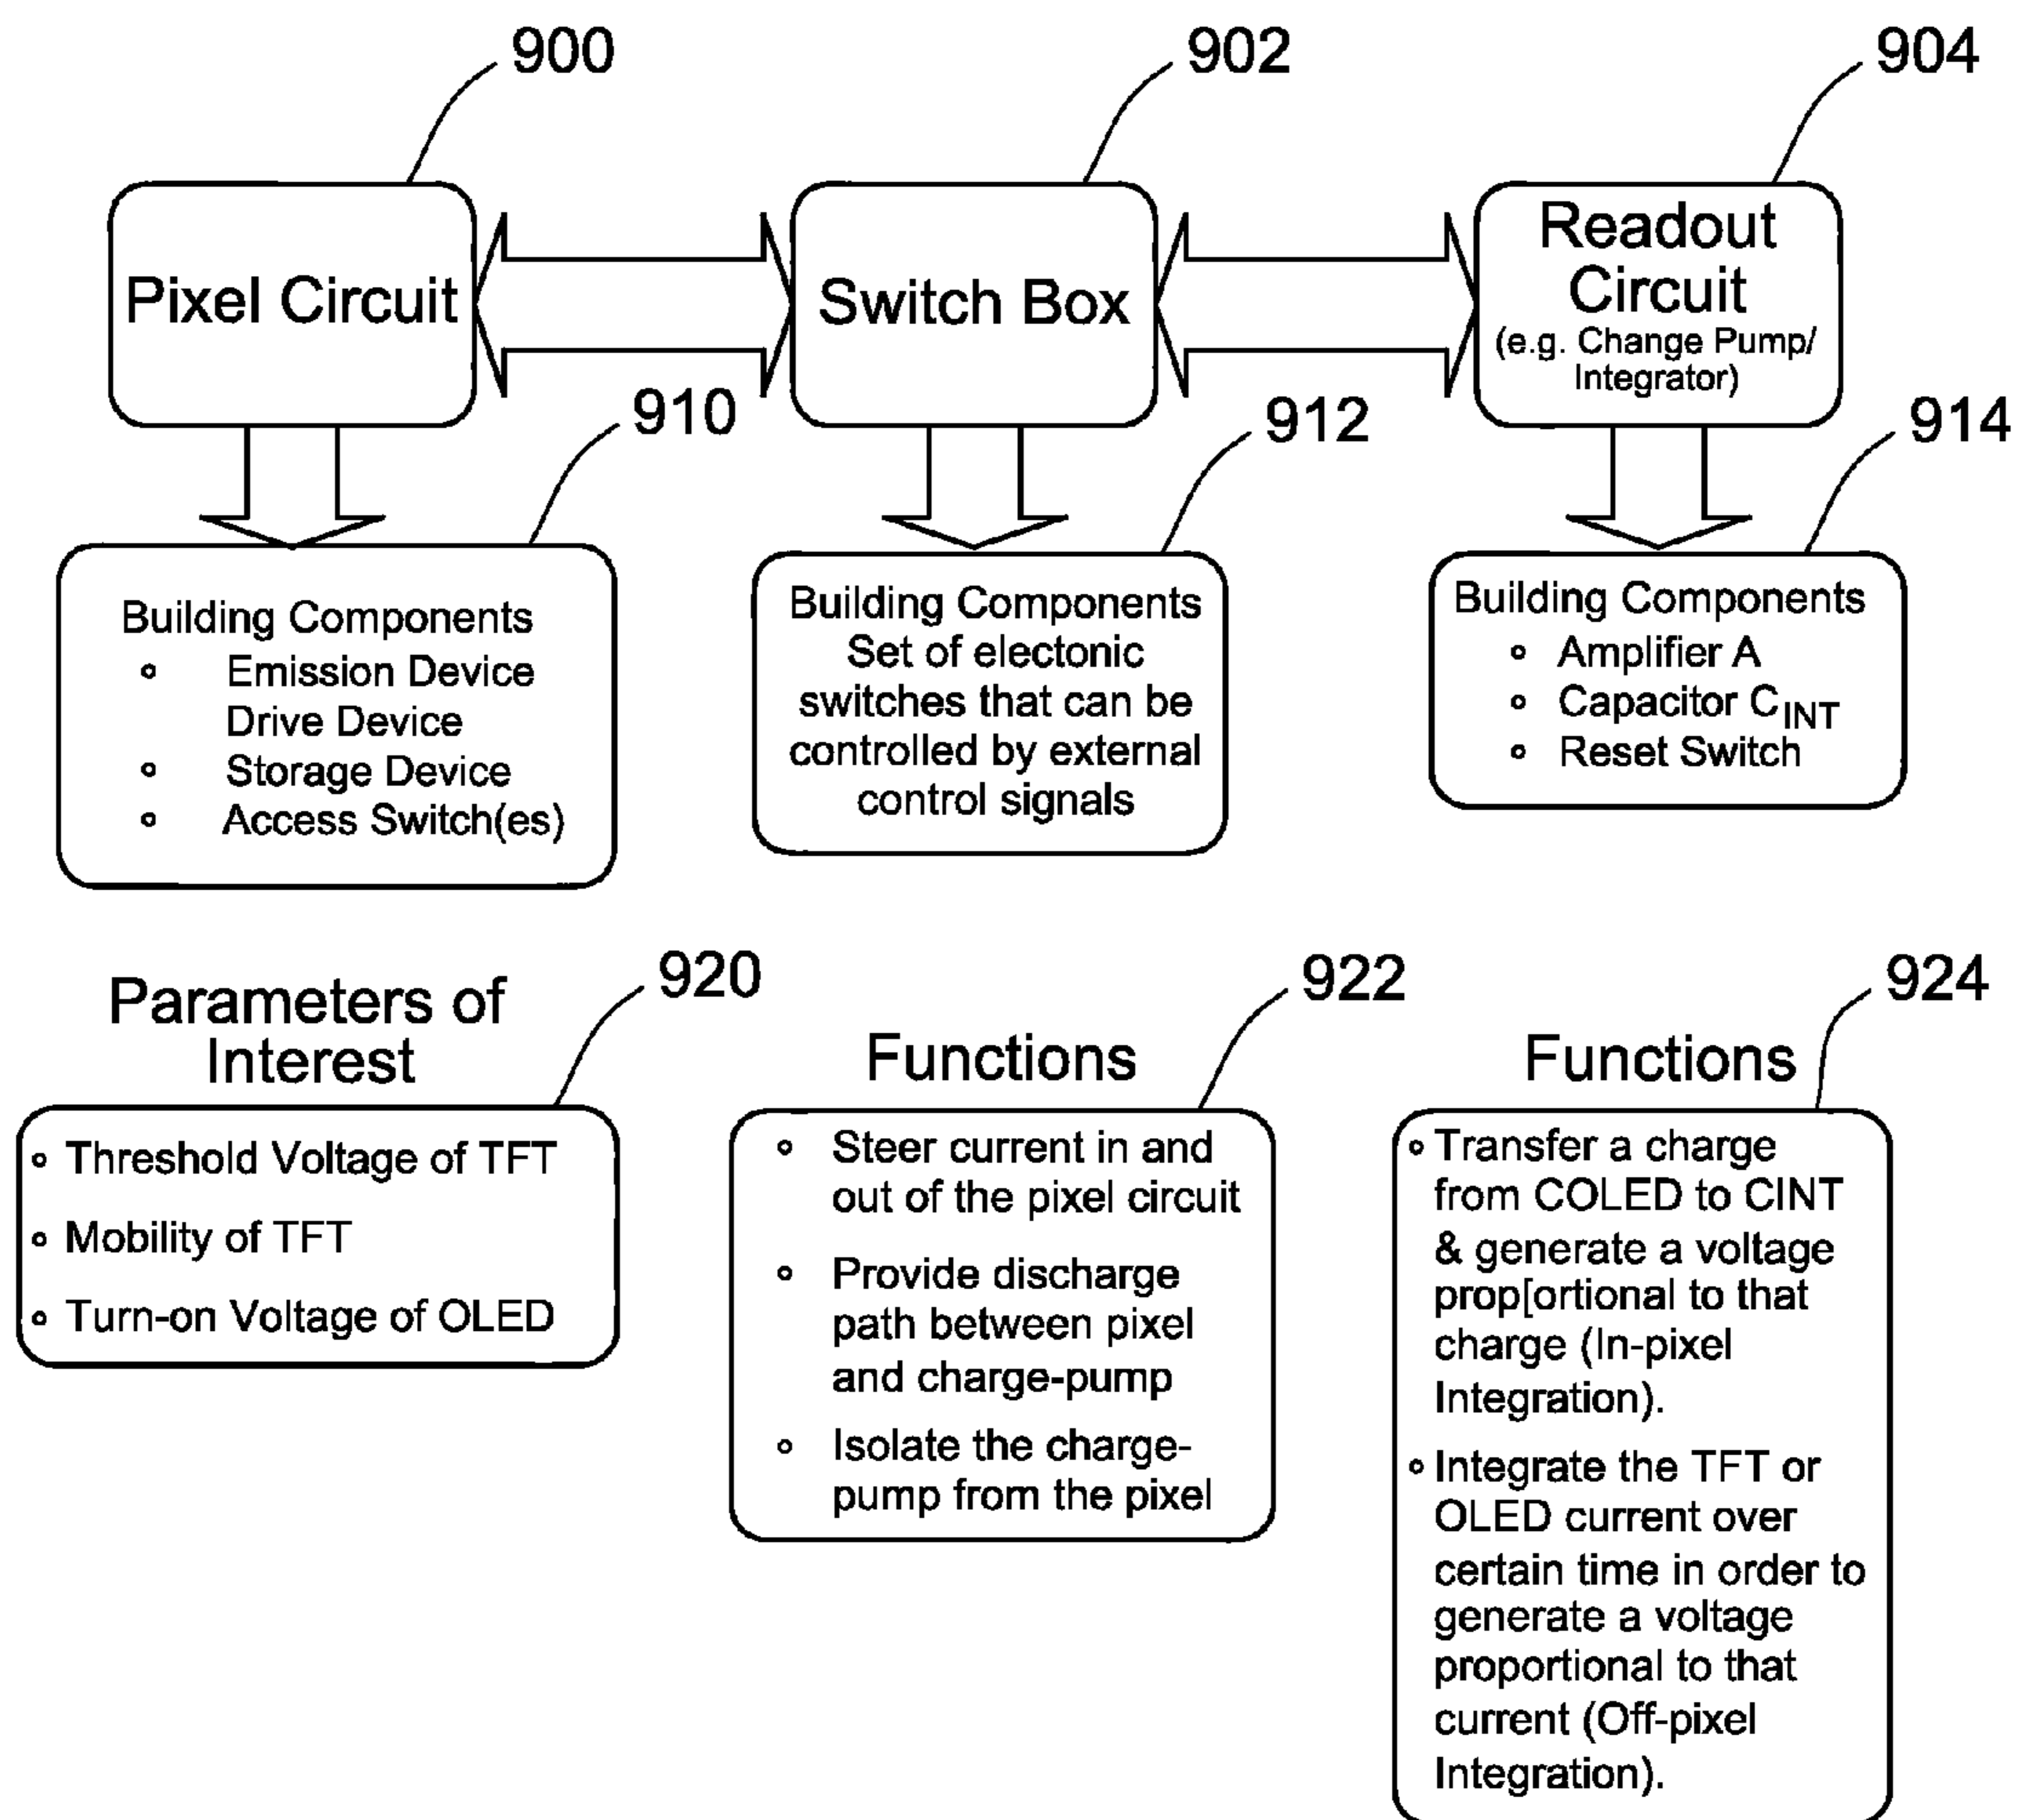 900
902
904
Pixel Circuit
Switch Box
Readout
Circuit
(e.g. Change Pump/
Integrator)
910
912
914
Building Components
Emission Device
Drive Device
Storage Device
Access Switch(es)
Building Components
Set of electonic
switches that can be
controlled by external
control signals
Building Components
Amplifier A
Capacitor CINT
Reset Switch
920
922
924
Parameters of
Interest
Threshold Voltage of TFT
Mobility of TFT
Turn-on Voltage of OLED
Functions
Steer current in and
out of the pixel circuit
Provide discharge
path between pixel
and charge-pump
Isolate the charge-
pump from the pixel
Functions
Transfer a charge
from COLED to CINT
& generate a voltage
prop[ortional to that
charge (In-pixel
Integration).
Integrate the TFT or
OLED current over
certain time in order to
generate a voltage
proportional to that
current (Off-pixel
Integration).